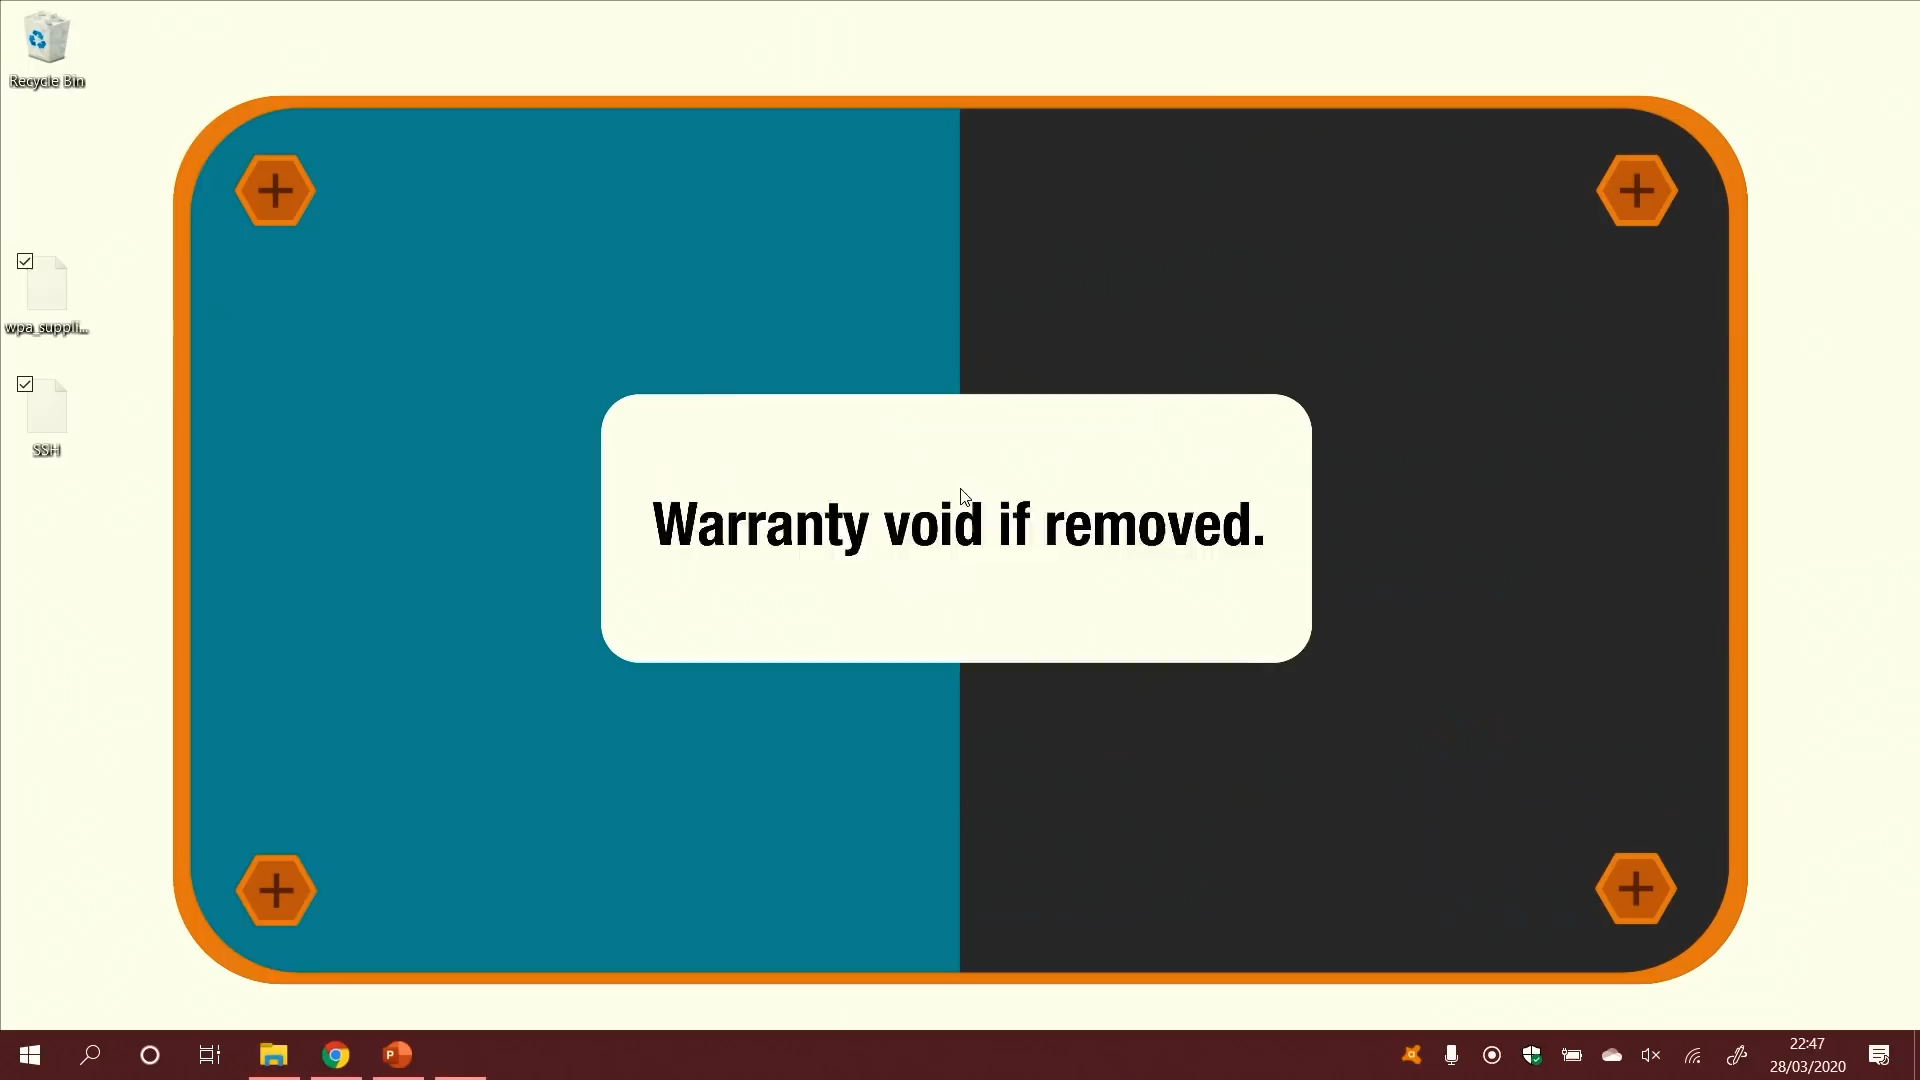 Recycle Bin
wpa_suppli...
SSH
Warranty void if removed.
P
22:47
28/03/2020